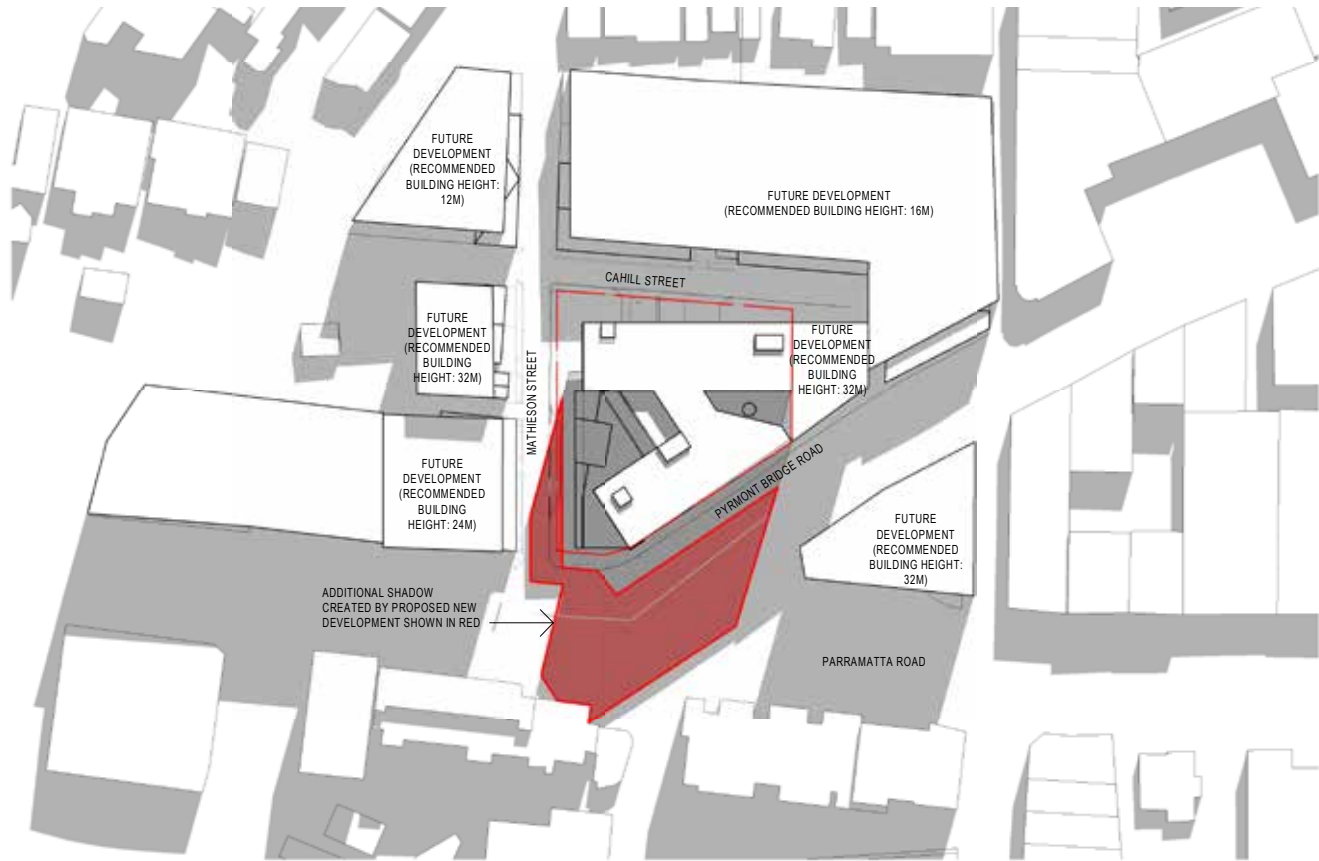 FUTURE
DEVELOPMENT
(RECOMMENDED
BUILDING HEIGHT:
12M)
FUTURE DEVELOPMENT
(RECOMMENDED BUILDING HEIGHT: 16M)
CAHILL STREET
FUTURE
DEVELOPMENT
(RECOMMENDED
BUILDING
HEIGHT: 32M)
FUTURE
DEVELOPMENT
(RECOMMENDED
BUILDING
HEIGHT: 32M)
MATHIESON STREET
FUTURE
DEVELOPMENT
(RECOMMENDED
BUILDING
HEIGHT: 24M)
PYRMONT BRIDGE ROAD
FUTURE
DEVELOPMENT
(RECOMMENDED
BUILDING HEIGHT:
32M)
ADDITIONAL SHADOW
CREATED BY PROPOSED NEW
DEVELOPMENT SHOWN IN RED
PARRAMATTA ROAD